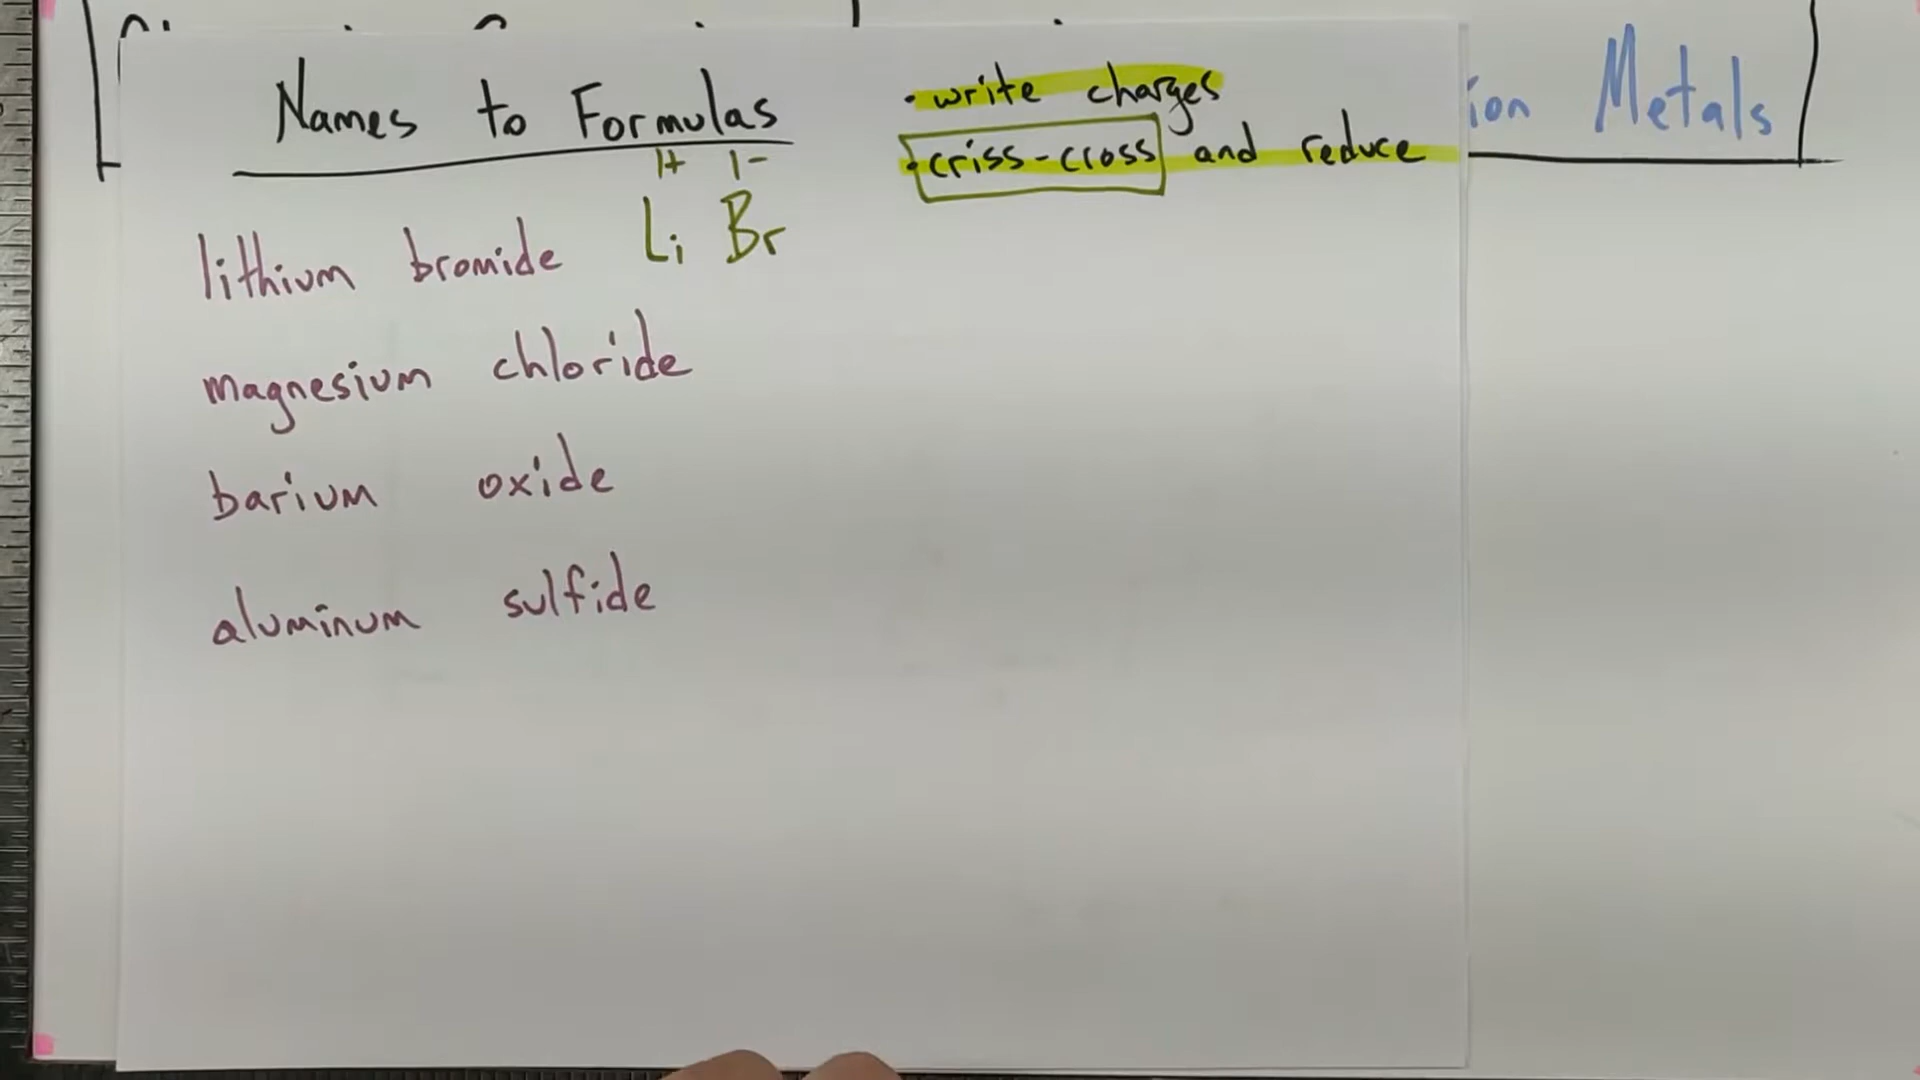 Names to Formulas
• write charges
• criss-cross and reduce
ion Metals
1+ 1-
lithium bromide Li Br
magnesium chloride
barium oxide
aluminum sulfide